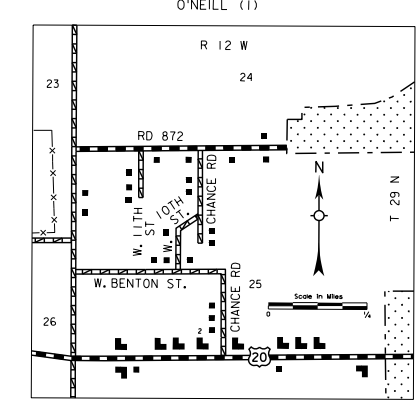 O'NEILL (1)
R 12 W
23
24
RD 872
N
CHANCE RD
W. 11TH ST
W. 10TH ST.
T 29 N
W. BENTON ST.
CHANCE RD
25
Scale in Miles
0 1/4
26
2
20